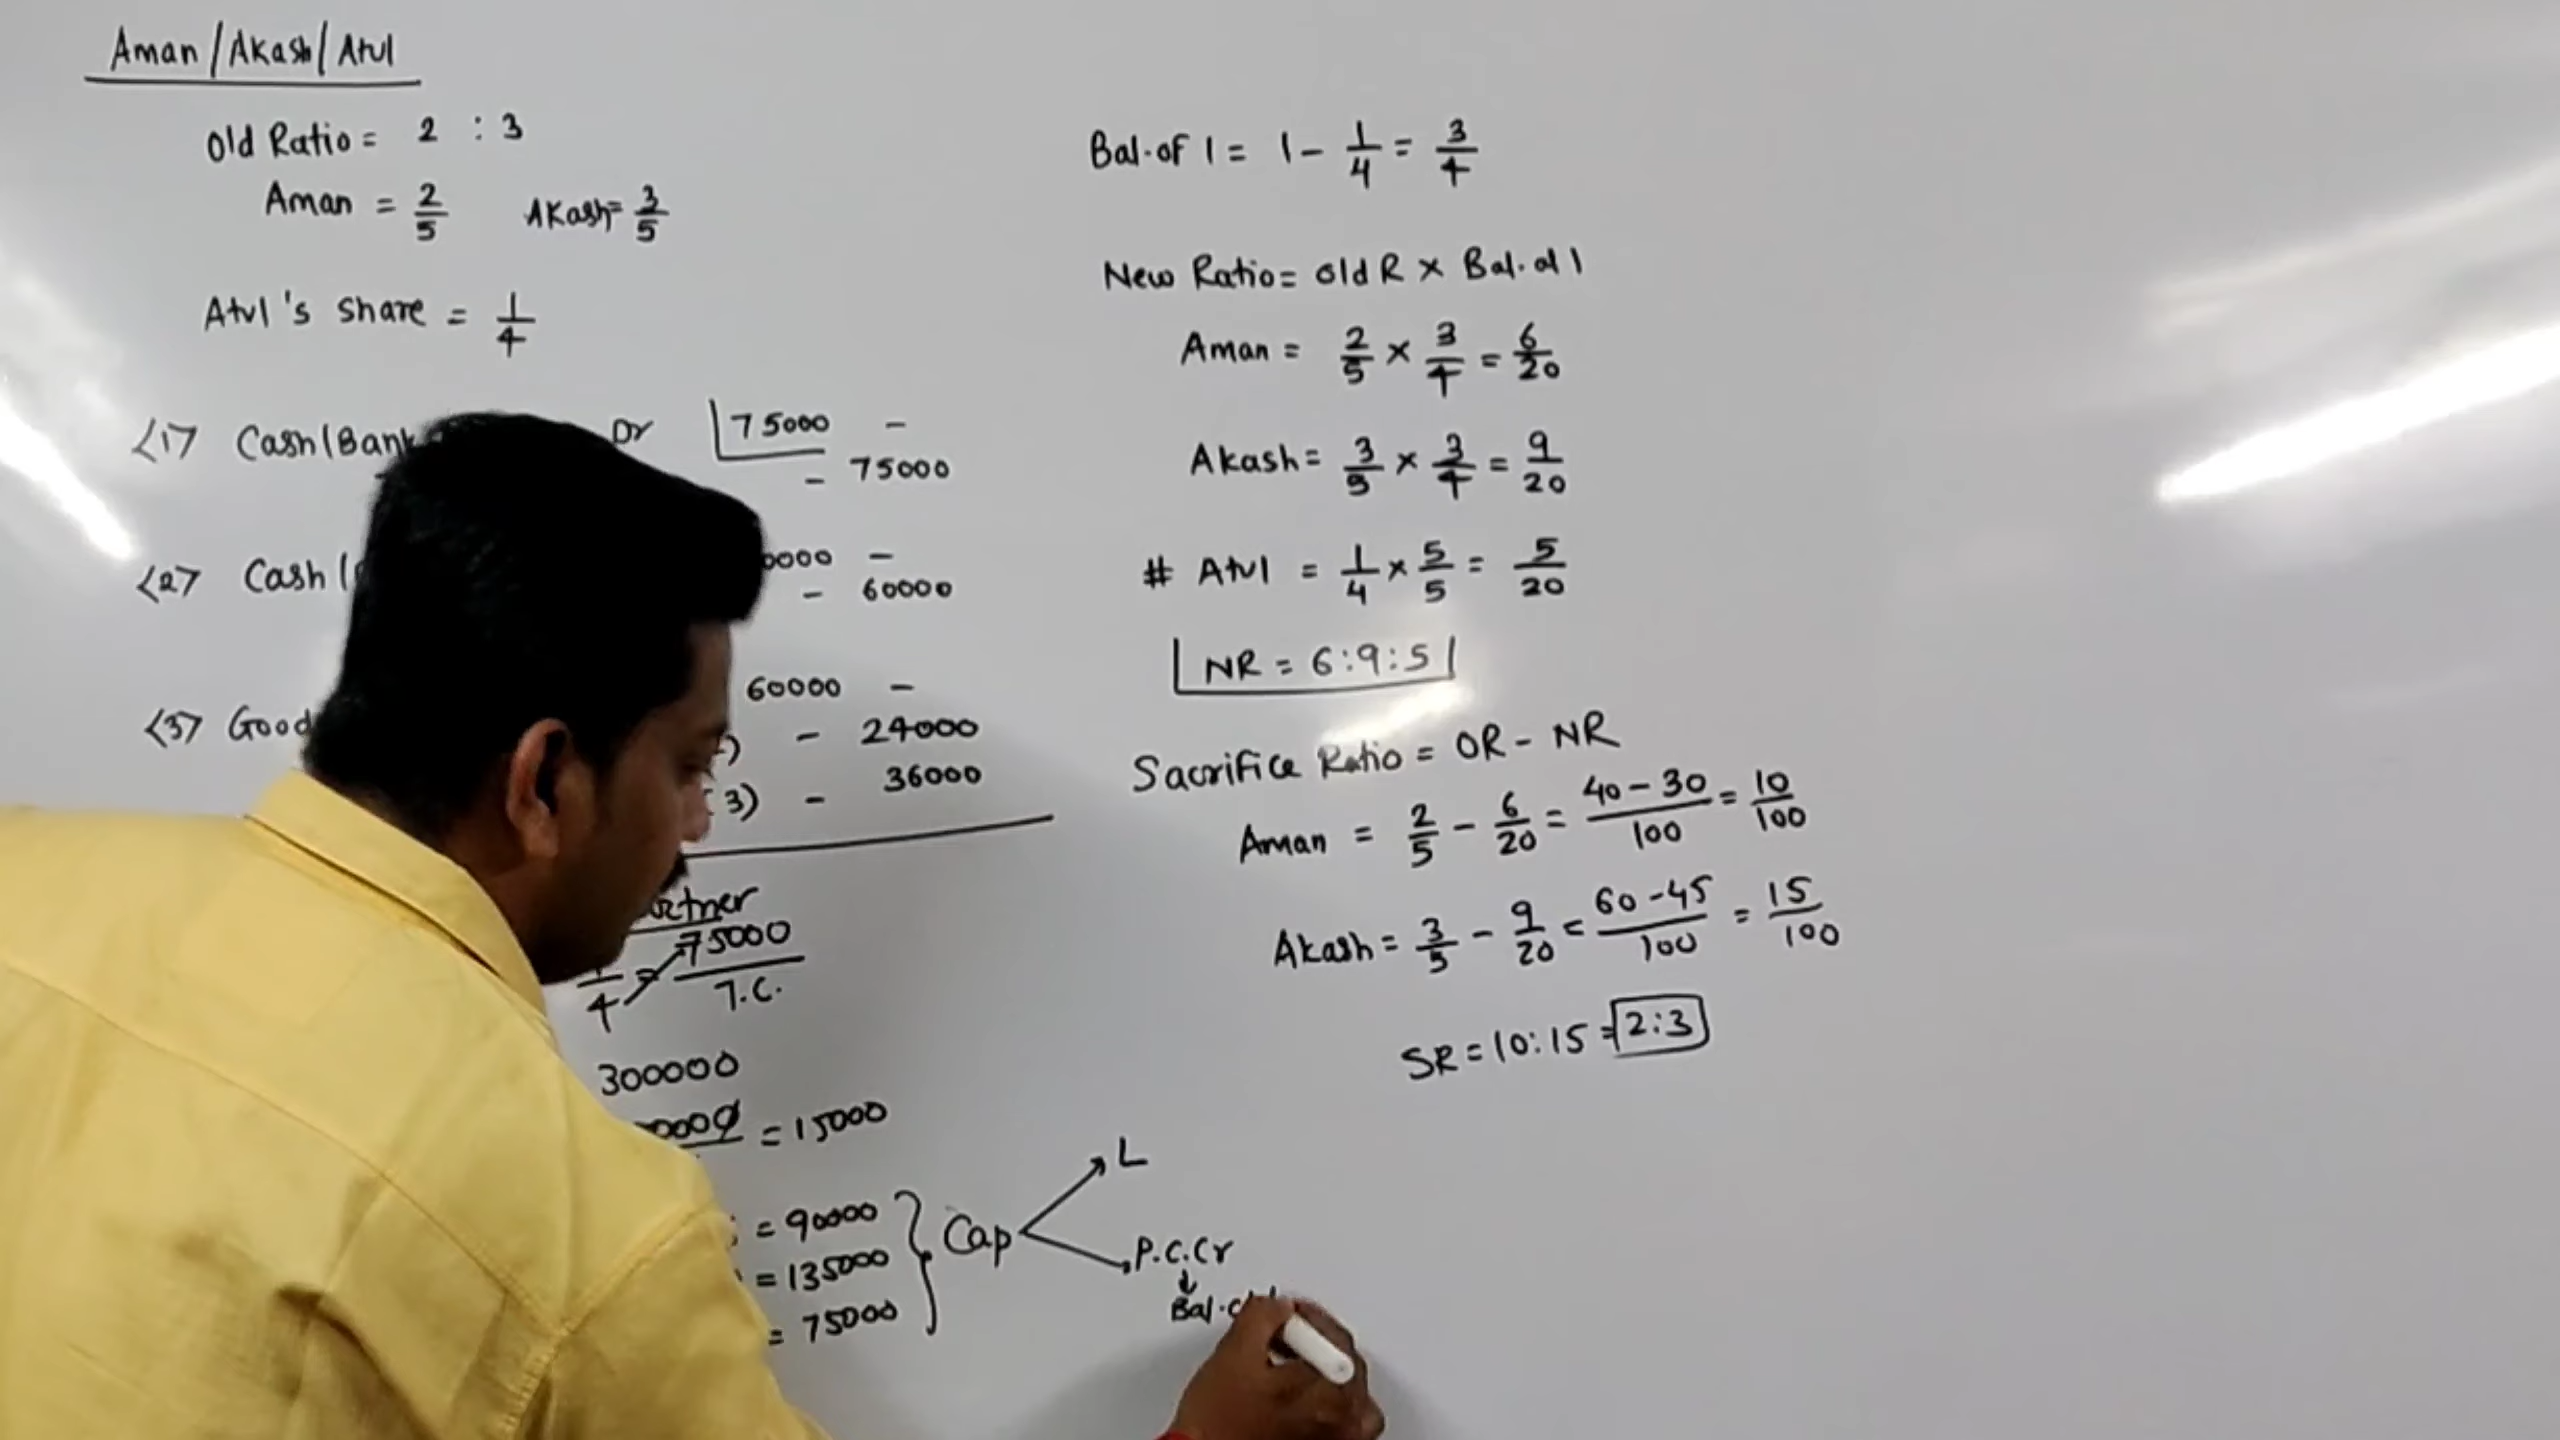 Aman / Akash / Atul
Old Ratio = 2 : 3
Aman = 2/5 Akash = 3/5
Atul's share = 1/4
<1> Cash/Bank Dr 75000 -
- 75000
<2> Cash/ 0000 -
- 60000
<3> Good 60000 -
- 24000
3) - 36000
75000
1/4 = 75000/T.C.
300000
= 15000
= 90000
= 135000
= 75000
Cap
L
P.C.Cr
Bal.
Bal. of 1 = 1 - 1/4 = 3/4
New Ratio = Old R × Bal. of 1
Aman = 2/5 × 3/4 = 6/20
Akash = 3/5 × 3/4 = 9/20
# Atul = 1/4 × 5/5 = 5/20
NR = 6:9:5
Sacrifice Ratio = OR - NR
Aman = 2/5 - 6/20 = 40-30/100 = 10/100
Akash = 3/5 - 9/20 = 60-45/100 = 15/100
SR = 10:15 = 2:3